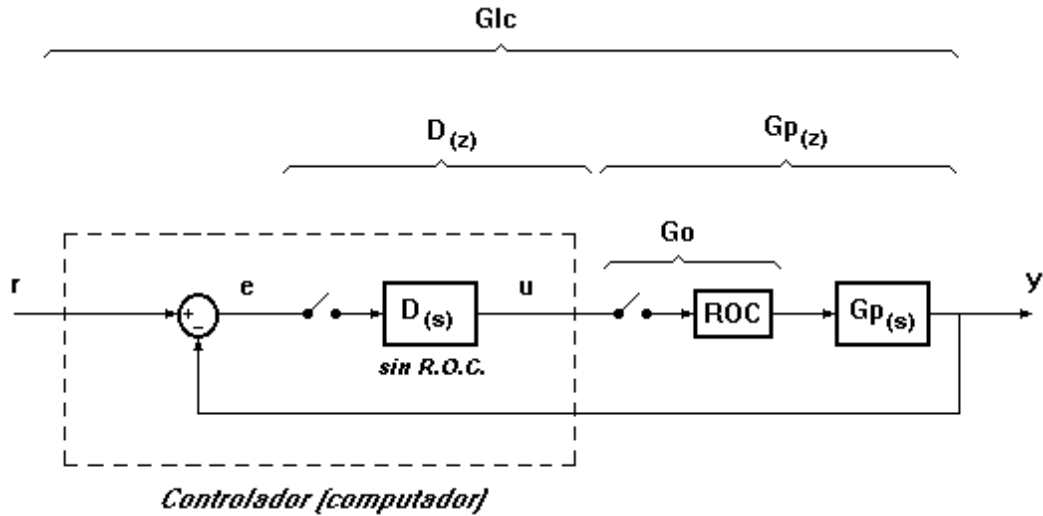 Glc
D(z)
Gp(z)
Go
r
e
u
y
+
−
D(s)
ROC
Gp(s)
sin R.O.C.
Controlador (computador)